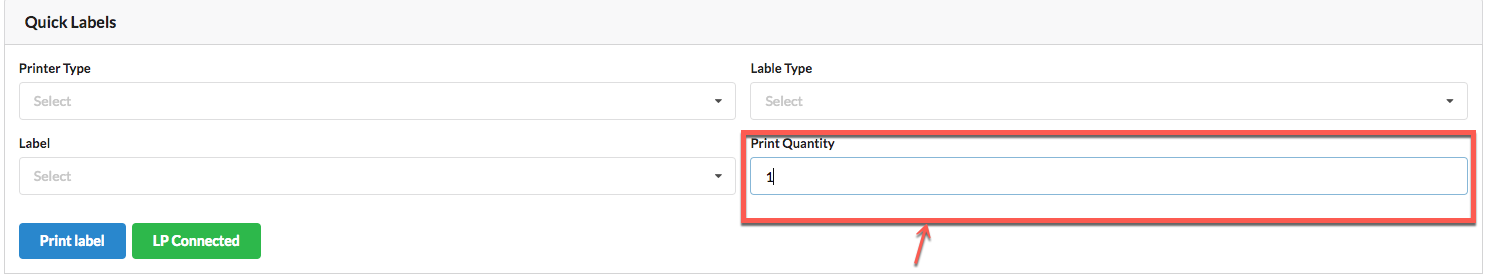 Quick Labels
Printer Type
Lable Type
Select
Select
Label
Print Quantity
Select
1
Print label
LP Connected